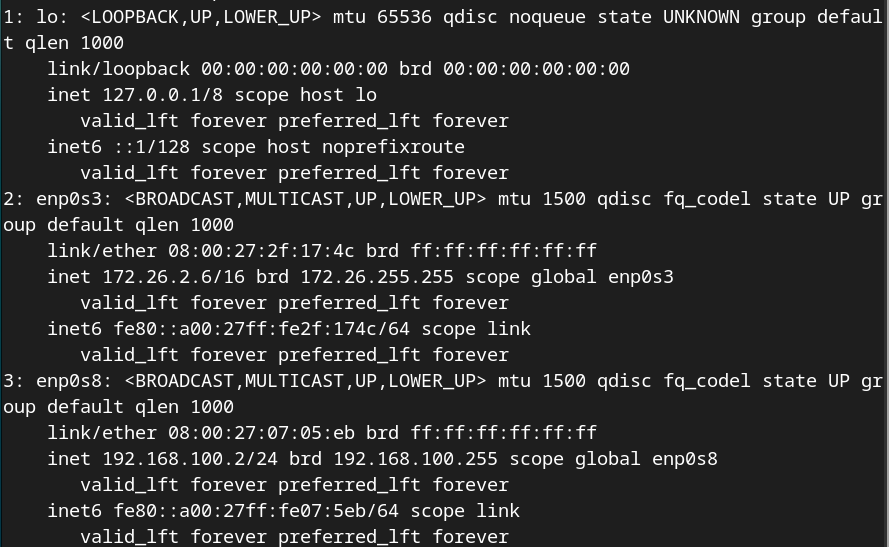 1: lo: <LOOPBACK,UP,LOWER_UP> mtu 65536 qdisc noqueue state UNKNOWN group defaul
t qlen 1000
    link/loopback 00:00:00:00:00:00 brd 00:00:00:00:00:00
    inet 127.0.0.1/8 scope host lo
       valid_lft forever preferred_lft forever
    inet6 ::1/128 scope host noprefixroute
       valid_lft forever preferred_lft forever
2: enp0s3: <BROADCAST,MULTICAST,UP,LOWER_UP> mtu 1500 qdisc fq_codel state UP gr
oup default qlen 1000
    link/ether 08:00:27:2f:17:4c brd ff:ff:ff:ff:ff:ff
    inet 172.26.2.6/16 brd 172.26.255.255 scope global enp0s3
       valid_lft forever preferred_lft forever
    inet6 fe80::a00:27ff:fe2f:174c/64 scope link
       valid_lft forever preferred_lft forever
3: enp0s8: <BROADCAST,MULTICAST,UP,LOWER_UP> mtu 1500 qdisc fq_codel state UP gr
oup default qlen 1000
    link/ether 08:00:27:07:05:eb brd ff:ff:ff:ff:ff:ff
    inet 192.168.100.2/24 brd 192.168.100.255 scope global enp0s8
       valid_lft forever preferred_lft forever
    inet6 fe80::a00:27ff:fe07:5eb/64 scope link
       valid_lft forever preferred_lft forever